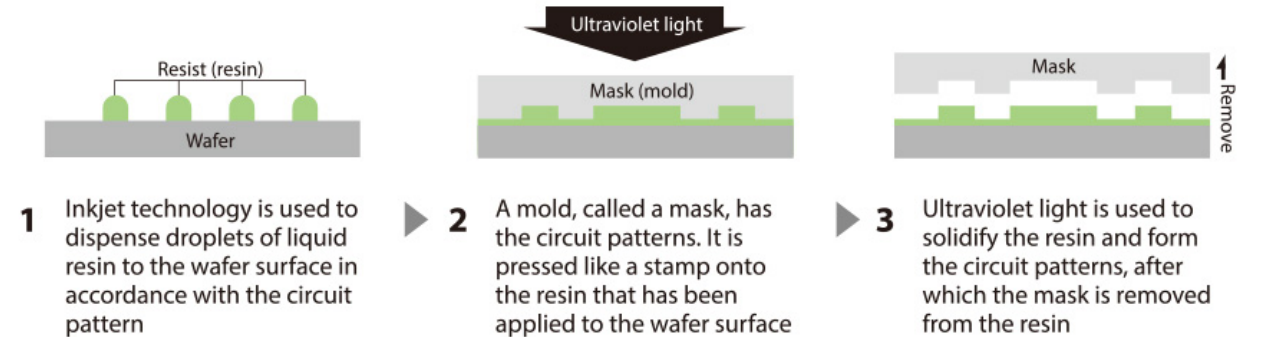 Ultraviolet light
Resist (resin)
Wafer
Mask (mold)
Mask
Remove
1
Inkjet technology is used to
dispense droplets of liquid
resin to the wafer surface in
accordance with the circuit
pattern
2
A mold, called a mask, has
the circuit patterns. It is
pressed like a stamp onto
the resin that has been
applied to the wafer surface
3
Ultraviolet light is used to
solidify the resin and form
the circuit patterns, after
which the mask is removed
from the resin